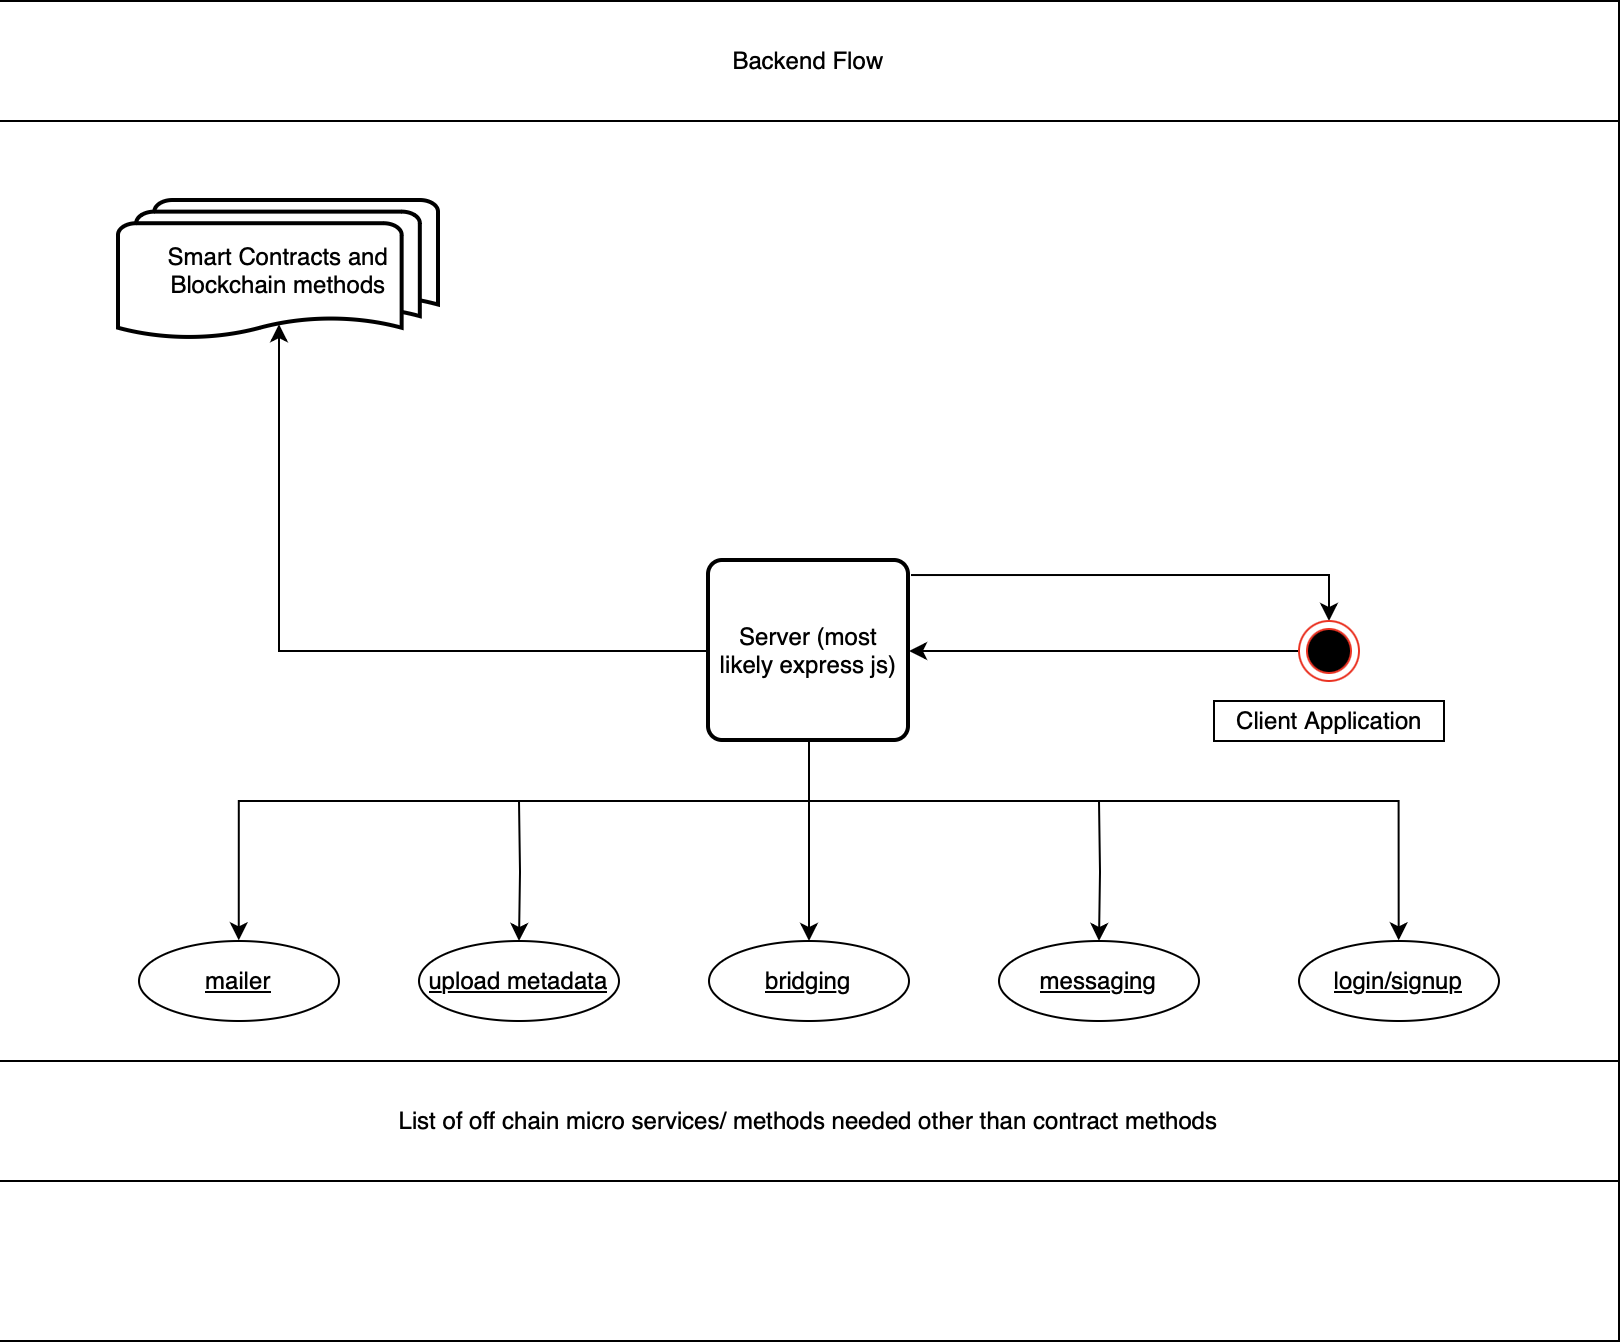 Backend Flow
Smart Contracts and
Blockchain methods
Server (most
likely express js)
Client Application
mailer
upload metadata
bridging
messaging
login/signup
List of off chain micro services/ methods needed other than contract methods